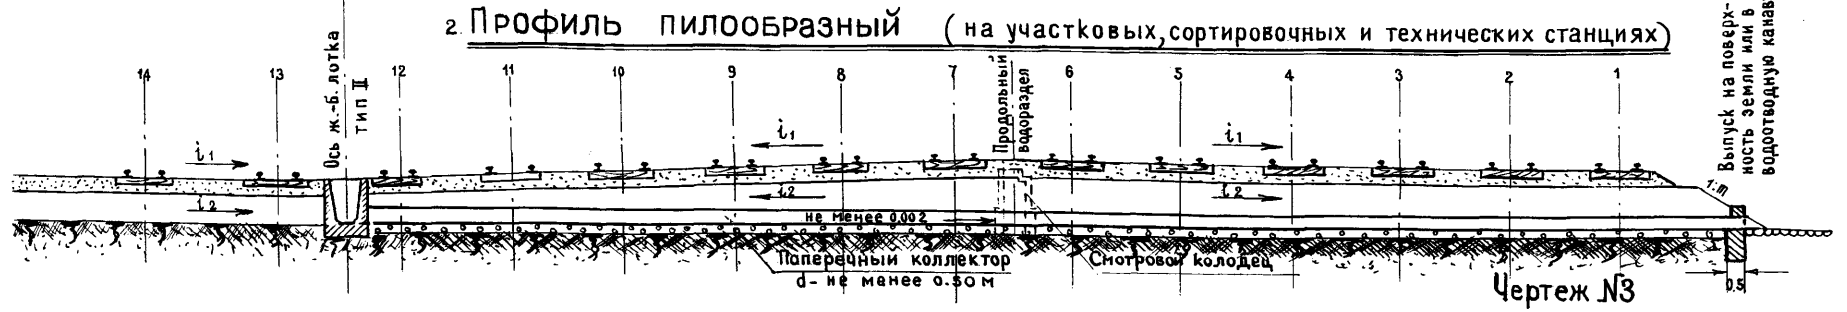 2. Профиль пилообразный (на участковых, сортировочных и технических станциях)
14 13 12 11 10 9 8 7 6 5 4 3 2 1
Ось ж.-б. лотка
тип III
Продольный
водораздел
Выпуск на поверх-
ность земли или в
водоотводную канав
i1 i1 i1
i2 i2 i2
1:m
не менее 0.002
Поперечный коллектор
d - не менее 0.50 м
Смотровой колодец
0.5
Чертеж №3